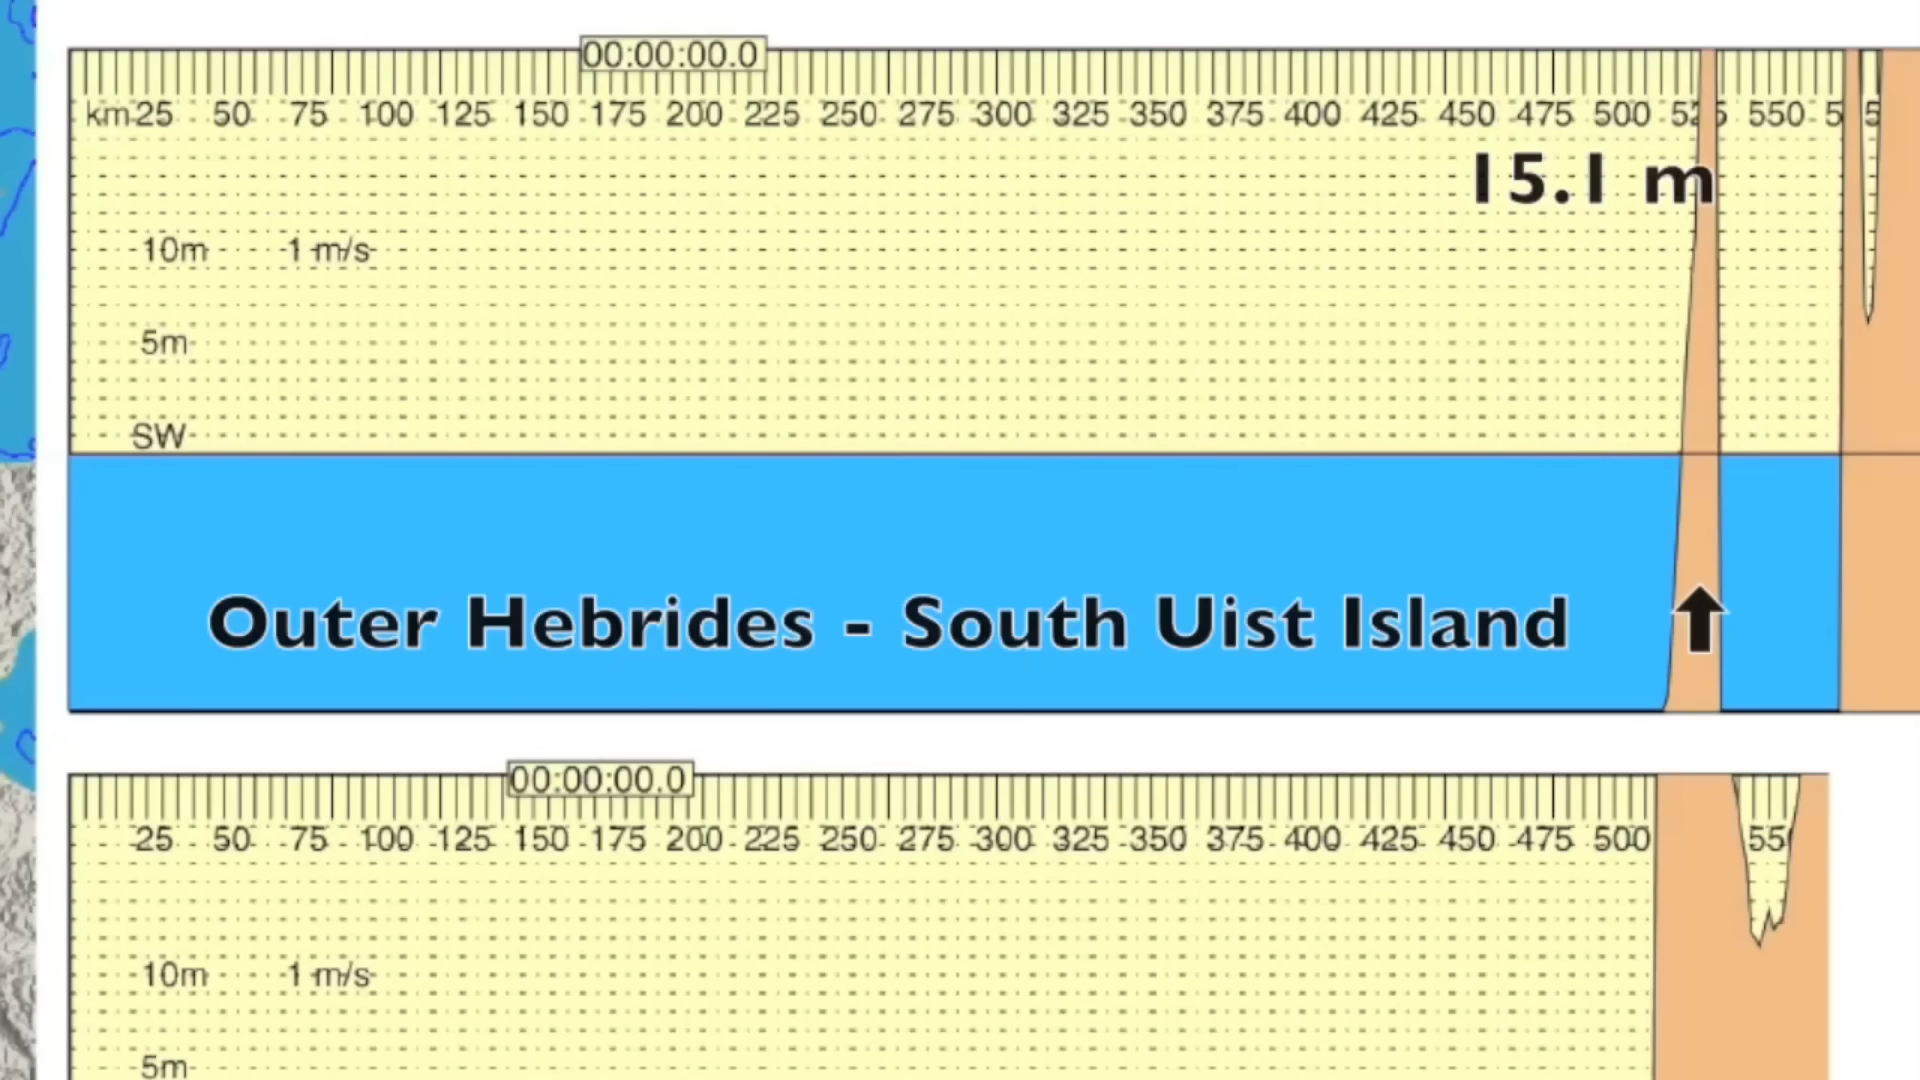 00:00:00.0
km 25 50 75 100 125 150 175 200 225 250 275 300 325 350 375 400 425 450 475 500 525 550
15.1 m
10m 1 m/s
5m
SW
Outer Hebrides - South Uist Island
00:00:00.0
25 50 75 100 125 150 175 200 225 250 275 300 325 350 375 400 425 450 475 500 550
10m 1 m/s
5m